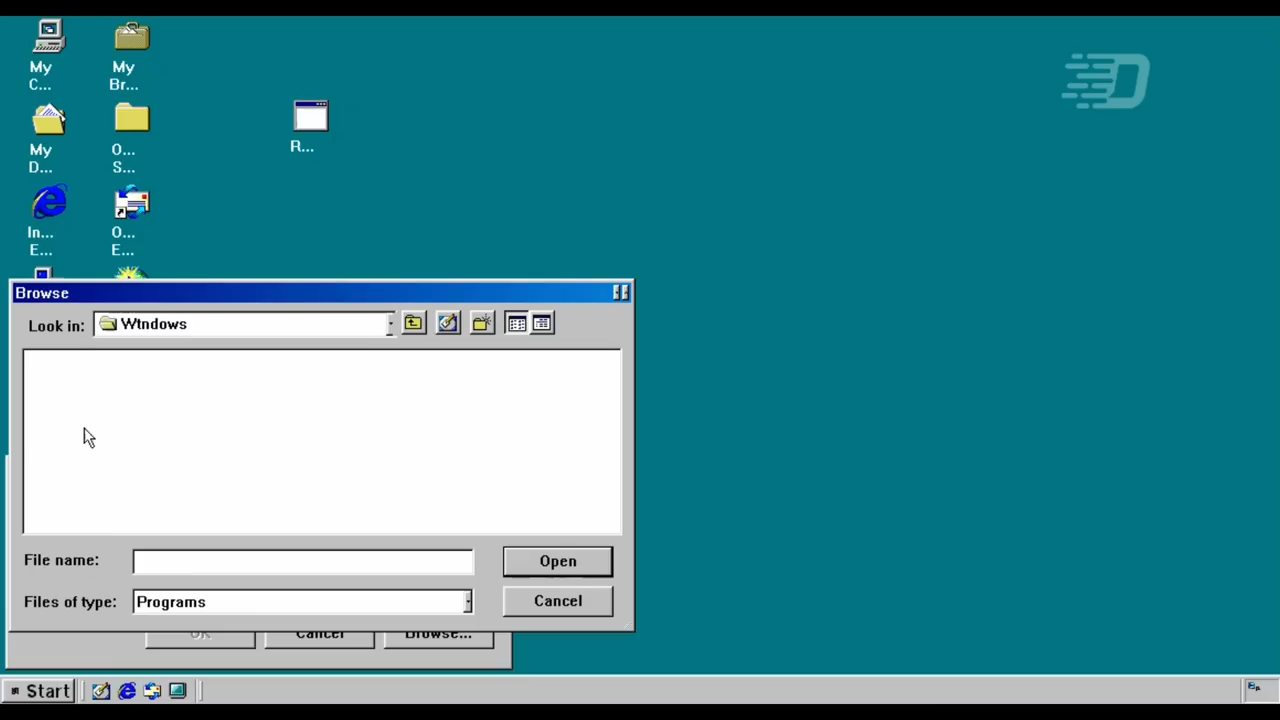 My
C...
My
Br...
My
D...
O...
S...
R...
In...
E...
O...
E...
Browse
Look in: Wtndows
File name:
Open
Files of type: Programs
Cancel
OK Cancel Browse...
Start